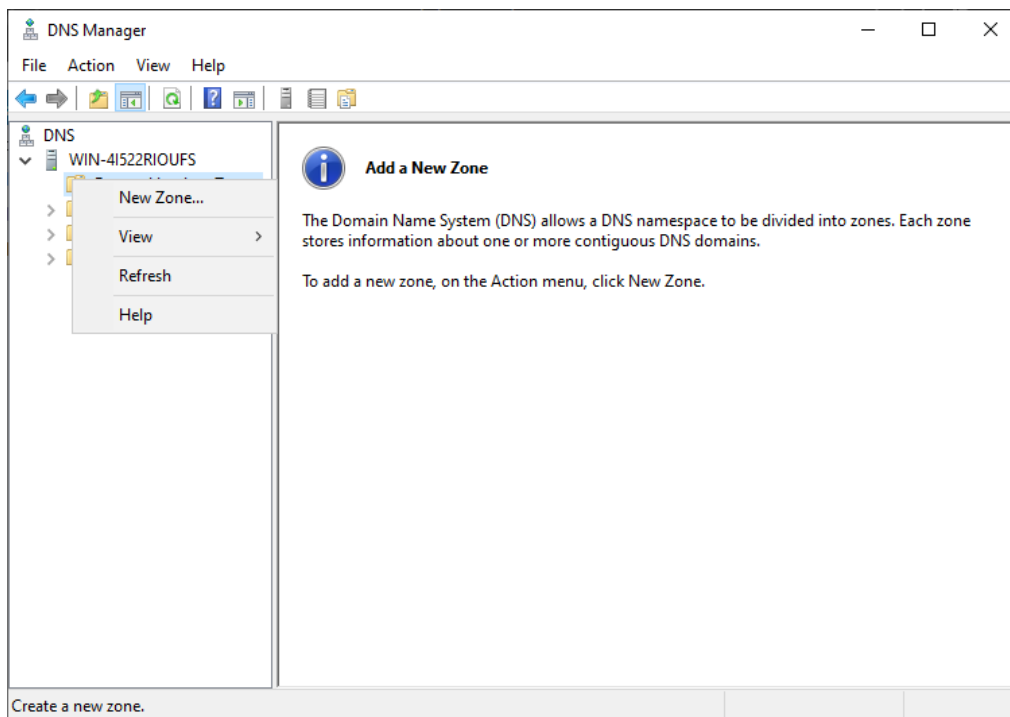 DNS Manager
File Action View Help
DNS
WIN-4I522RIOUFS
New Zone...
View
Refresh
Help
Add a New Zone
The Domain Name System (DNS) allows a DNS namespace to be divided into zones. Each zone
stores information about one or more contiguous DNS domains.
To add a new zone, on the Action menu, click New Zone.
Create a new zone.